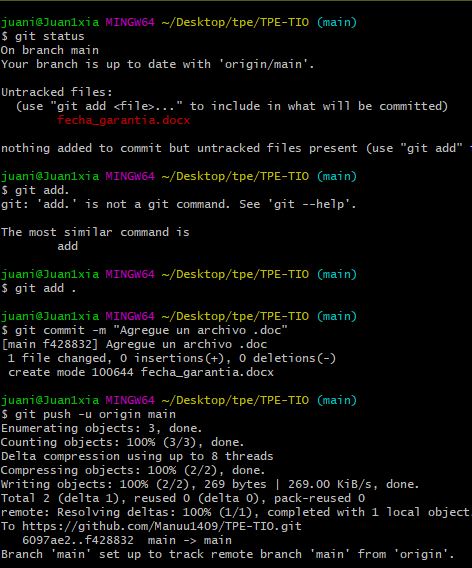 juani@Juan1xia MINGW64 ~/Desktop/tpe/TPE-TIO (main)
$ git status
On branch main
Your branch is up to date with 'origin/main'.

Untracked files:
  (use "git add <file>..." to include in what will be committed)
        fecha_garantia.docx

nothing added to commit but untracked files present (use "git add"

juani@Juan1xia MINGW64 ~/Desktop/tpe/TPE-TIO (main)
$ git add.
git: 'add.' is not a git command. See 'git --help'.

The most similar command is
        add

juani@Juan1xia MINGW64 ~/Desktop/tpe/TPE-TIO (main)
$ git add .

juani@Juan1xia MINGW64 ~/Desktop/tpe/TPE-TIO (main)
$ git commit -m "Agregue un archivo .doc"
[main f428832] Agregue un archivo .doc
 1 file changed, 0 insertions(+), 0 deletions(-)
 create mode 100644 fecha_garantia.docx

juani@Juan1xia MINGW64 ~/Desktop/tpe/TPE-TIO (main)
$ git push -u origin main
Enumerating objects: 3, done.
Counting objects: 100% (3/3), done.
Delta compression using up to 8 threads
Compressing objects: 100% (2/2), done.
Writing objects: 100% (2/2), 269 bytes | 269.00 KiB/s, done.
Total 2 (delta 1), reused 0 (delta 0), pack-reused 0
remote: Resolving deltas: 100% (1/1), completed with 1 local object.
To https://github.com/Manuu1409/TPE-TIO.git
   6097ae2..f428832  main -> main
Branch 'main' set up to track remote branch 'main' from 'origin'.